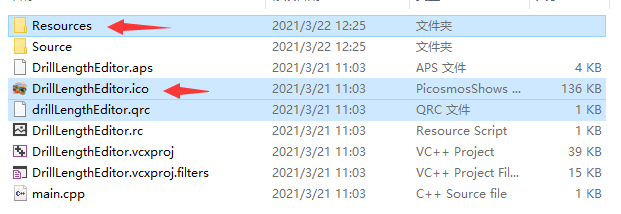 Resources 2021/3/22 12:25 文件夹
Source 2021/3/22 12:25 文件夹
DrillLengthEditor.aps 2021/3/21 11:03 APS 文件 4 KB
DrillLengthEditor.ico 2021/3/21 11:03 PicosmosShows ... 136 KB
drillLengthEditor.qrc 2021/3/21 11:03 QRC 文件 1 KB
DrillLengthEditor.rc 2021/3/21 11:03 Resource Script 1 KB
DrillLengthEditor.vcxproj 2021/3/21 11:03 VC++ Project 39 KB
DrillLengthEditor.vcxproj.filters 2021/3/21 11:03 VC++ Project Fil... 15 KB
main.cpp 2021/3/21 11:03 C++ Source file 1 KB